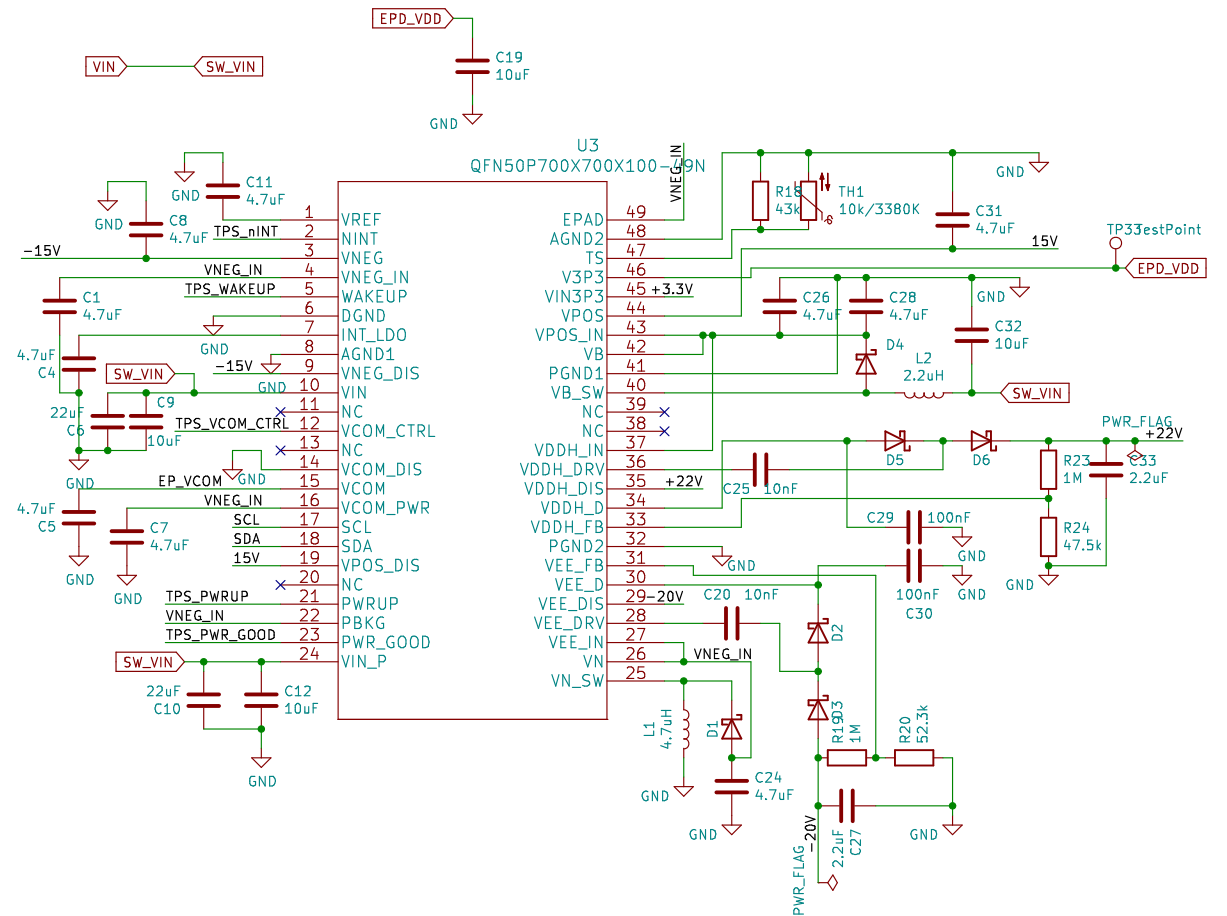 EPD_VDD
C19
10uF
GND
VIN
SW_VIN
U3
QFN50P700X700X100-49N
VNEG_IN
C11
4.7uF
GND
C8
4.7uF
GND
TPS_nINT
-15V
VNEG_IN
TPS_WAKEUP
C1
4.7uF
GND
4.7uF
C4
-15V
GND
SW_VIN
22uF
C6
C9
10uF
TPS_VCOM_CTRL
GND
GND
EP_VCOM
VNEG_IN
4.7uF
C5
GND
C7
4.7uF
GND
SCL
SDA
15V
TPS_PWRUP
VNEG_IN
TPS_PWR_GOOD
SW_VIN
22uF
C10
C12
10uF
GND
1 VREF
2 NINT
3 VNEG
4 VNEG_IN
5 WAKEUP
6 DGND
7 INT_LDO
8 AGND1
9 VNEG_DIS
10 VIN
11 NC
12 VCOM_CTRL
13 NC
14 VCOM_DIS
15 VCOM
16 VCOM_PWR
17 SCL
18 SDA
19 VPOS_DIS
20 NC
21 PWRUP
22 PBKG
23 PWR_GOOD
24 VIN_P
EPAD 49
AGND2 48
TS 47
V3P3 46
VIN3P3 45
VPOS 44
VPOS_IN 43
VB 42
PGND1 41
VB_SW 40
NC 39
NC 38
VDDH_IN 37
VDDH_DRV 36
VDDH_DIS 35
VDDH_D 34
VDDH_FB 33
PGND2 32
VEE_FB 31
VEE_D 30
VEE_DIS 29
VEE_DRV 28
VEE_IN 27
VN 26
VN_SW 25
R18
43k
TH1
10k/3380K
C31
4.7uF
GND
15V
TP33
TestPoint
EPD_VDD
+3.3V
C26
4.7uF
C28
4.7uF
GND
C32
10uF
D4
L2
2.2uH
SW_VIN
PWR_FLAG
+22V
D5
D6
C25
10nF
+22V
R23
1M
C33
2.2uF
C29
100nF
GND
R24
47.5k
GND
GND
100nF
C30
GND
-20V
C20
10nF
D2
VNEG_IN
D3
L1
4.7uH
D1
GND
C24
4.7uF
GND
R19
1M
R20
52.3k
C27
2.2uF
GND
-20V
PWR_FLAG